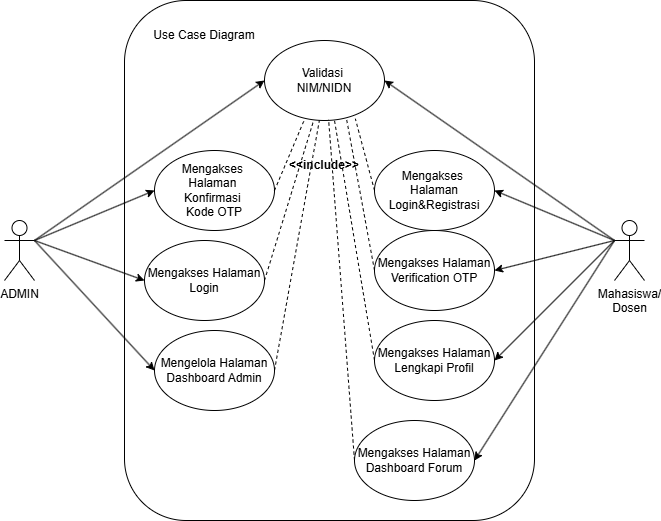 Use Case Diagram
Validasi
NIM/NIDN
<<include>>
Mengakses
Halaman
Konfirmasi
Kode OTP
Mengakses
Halaman
Login&Registrasi
Mengakses Halaman
Login
Mengakses Halaman
Verification OTP
ADMIN
Mahasiswa/
Dosen
Mengelola Halaman
Dashboard Admin
Mengakses Halaman
Lengkapi Profil
Mengakses Halaman
Dashboard Forum